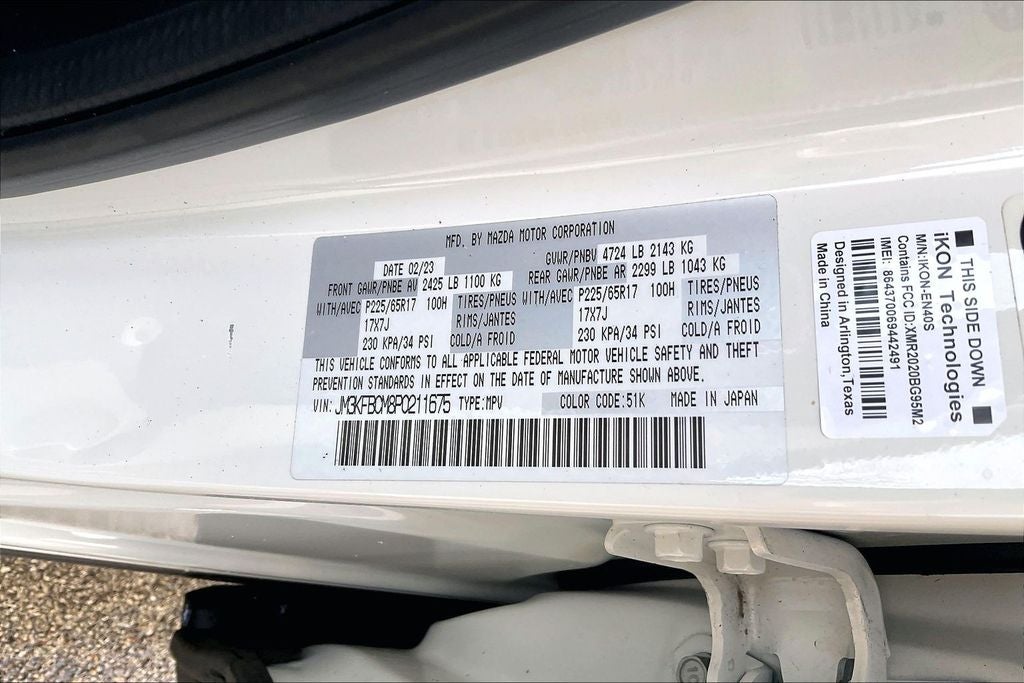 MFD. BY MAZDA MOTOR CORPORATION
DATE 02/23 GVWR/PNBV 4724 LB 2143 KG
FRONT GAWR/PNBE AV 2425 LB 1100 KG REAR GAWR/PNBE AR 2299 LB 1043 KG
WITH/AVEC P225/65R17 100H TIRES/PNEUS WITH/AVEC P225/65R17 100H TIRES/PNEUS
17X7J RIMS/JANTES 17X7J RIMS/JANTES
230 KPA/34 PSI COLD/A FROID 230 KPA/34 PSI COLD/A FROID
THIS VEHICLE CONFORMS TO ALL APPLICABLE FEDERAL MOTOR VEHICLE SAFETY AND THEFT
PREVENTION STANDARDS IN EFFECT ON THE DATE OF MANUFACTURE SHOWN ABOVE.
VIN: JM3KFBCM8P0211675 TYPE:MPV COLOR CODE:51K MADE IN JAPAN
THIS SIDE DOWN
iKON Technologies
M/N:IKON-EN40S
Contains FCC ID:XMR2020BG95M2
IMEI: 864370069442491
Designed in Arlington,Texas
Made in China